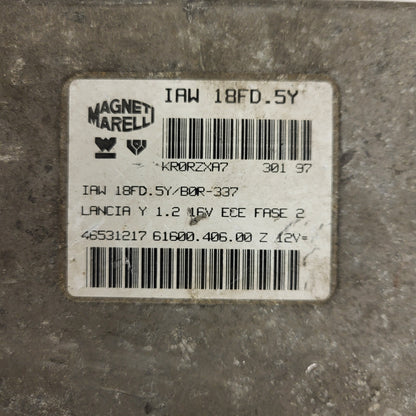 IAW 18FD.5Y
MAGNETI
MARELLI
KR0RZXA7 301 97
IAW 18FD.5Y/B0R-337
LANCIA Y 1.2 16V ECE FASE 2
46531217 61600.406.00 Z 12V=